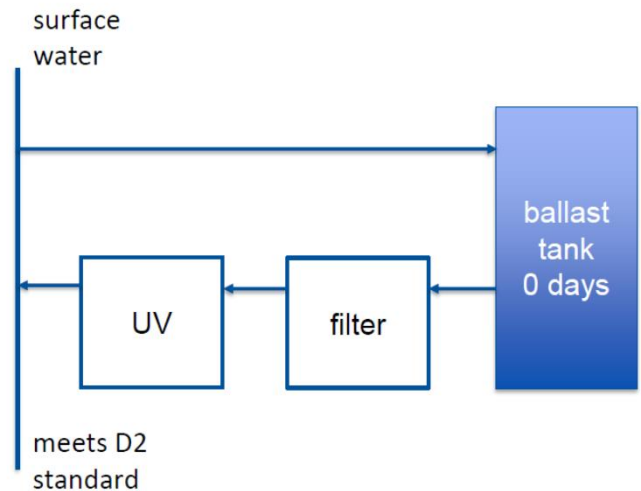 surface
water
ballast
tank
0 days
UV
filter
meets D2
standard